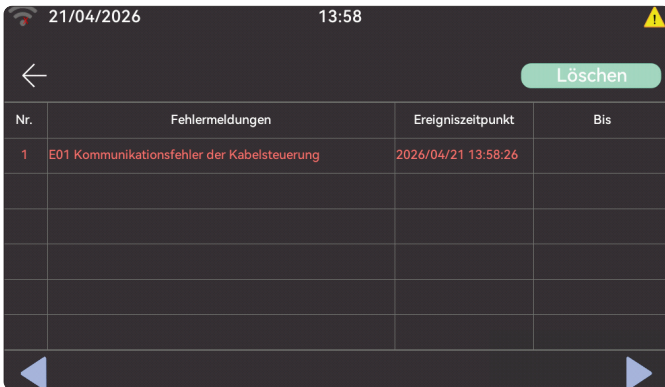 21/04/2026 13:58
Löschen
Nr. Fehlermeldungen Ereigniszeitpunkt Bis
1 E01 Kommunikationsfehler der Kabelsteuerung 2026/04/21 13:58:26